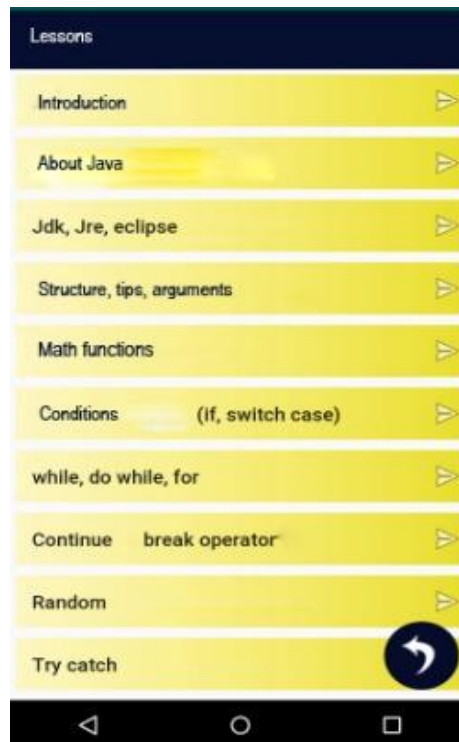 Lessons
Introduction
About Java
Jdk, Jre, eclipse
Structure, tips, arguments
Math functions
Conditions (if, switch case)
while, do while, for
Continue break operator
Random
Try catch